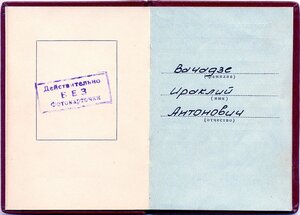 Действительно
БЕЗ
Фотокарточки
Вачадзе
(фамилия)
Ираклий
(имя)
Антонович
(отчество)